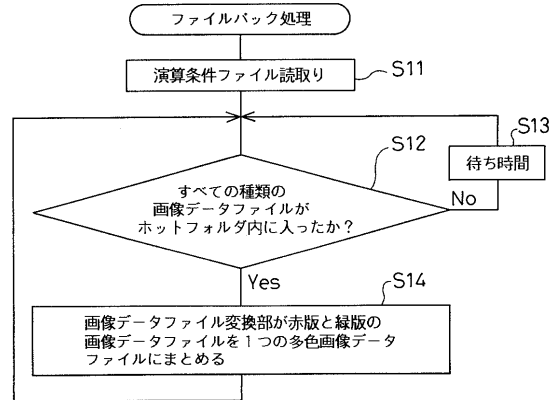 ファイルパック処理
演算条件ファイル読取り
S11
S13
S12
待ち時間
すべての種類の
画像データファイルが
ホットフォルダ内に入ったか？
No
Yes
S14
画像データファイル変換部が赤版と緑版の
画像データファイルを１つの多色画像データ
ファイルにまとめる